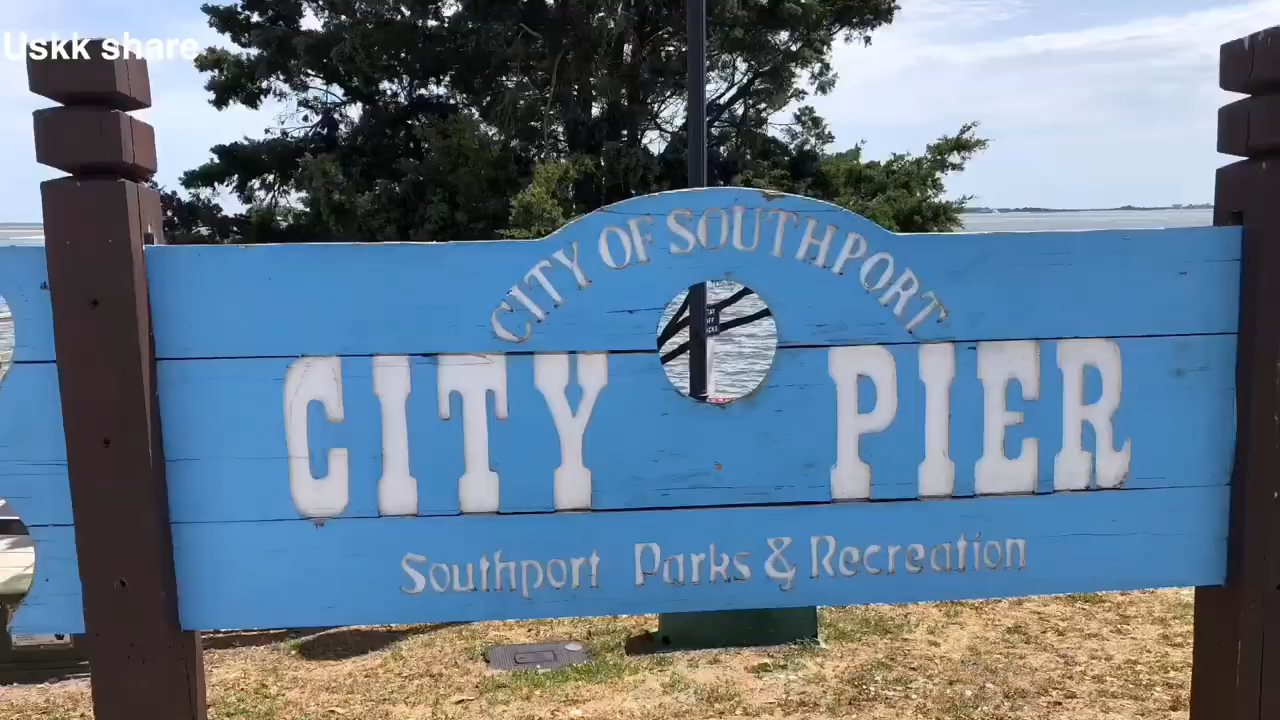 Uskk share
CITY OF SOUTHPORT
CITY PIER
Southport Parks & Recreation